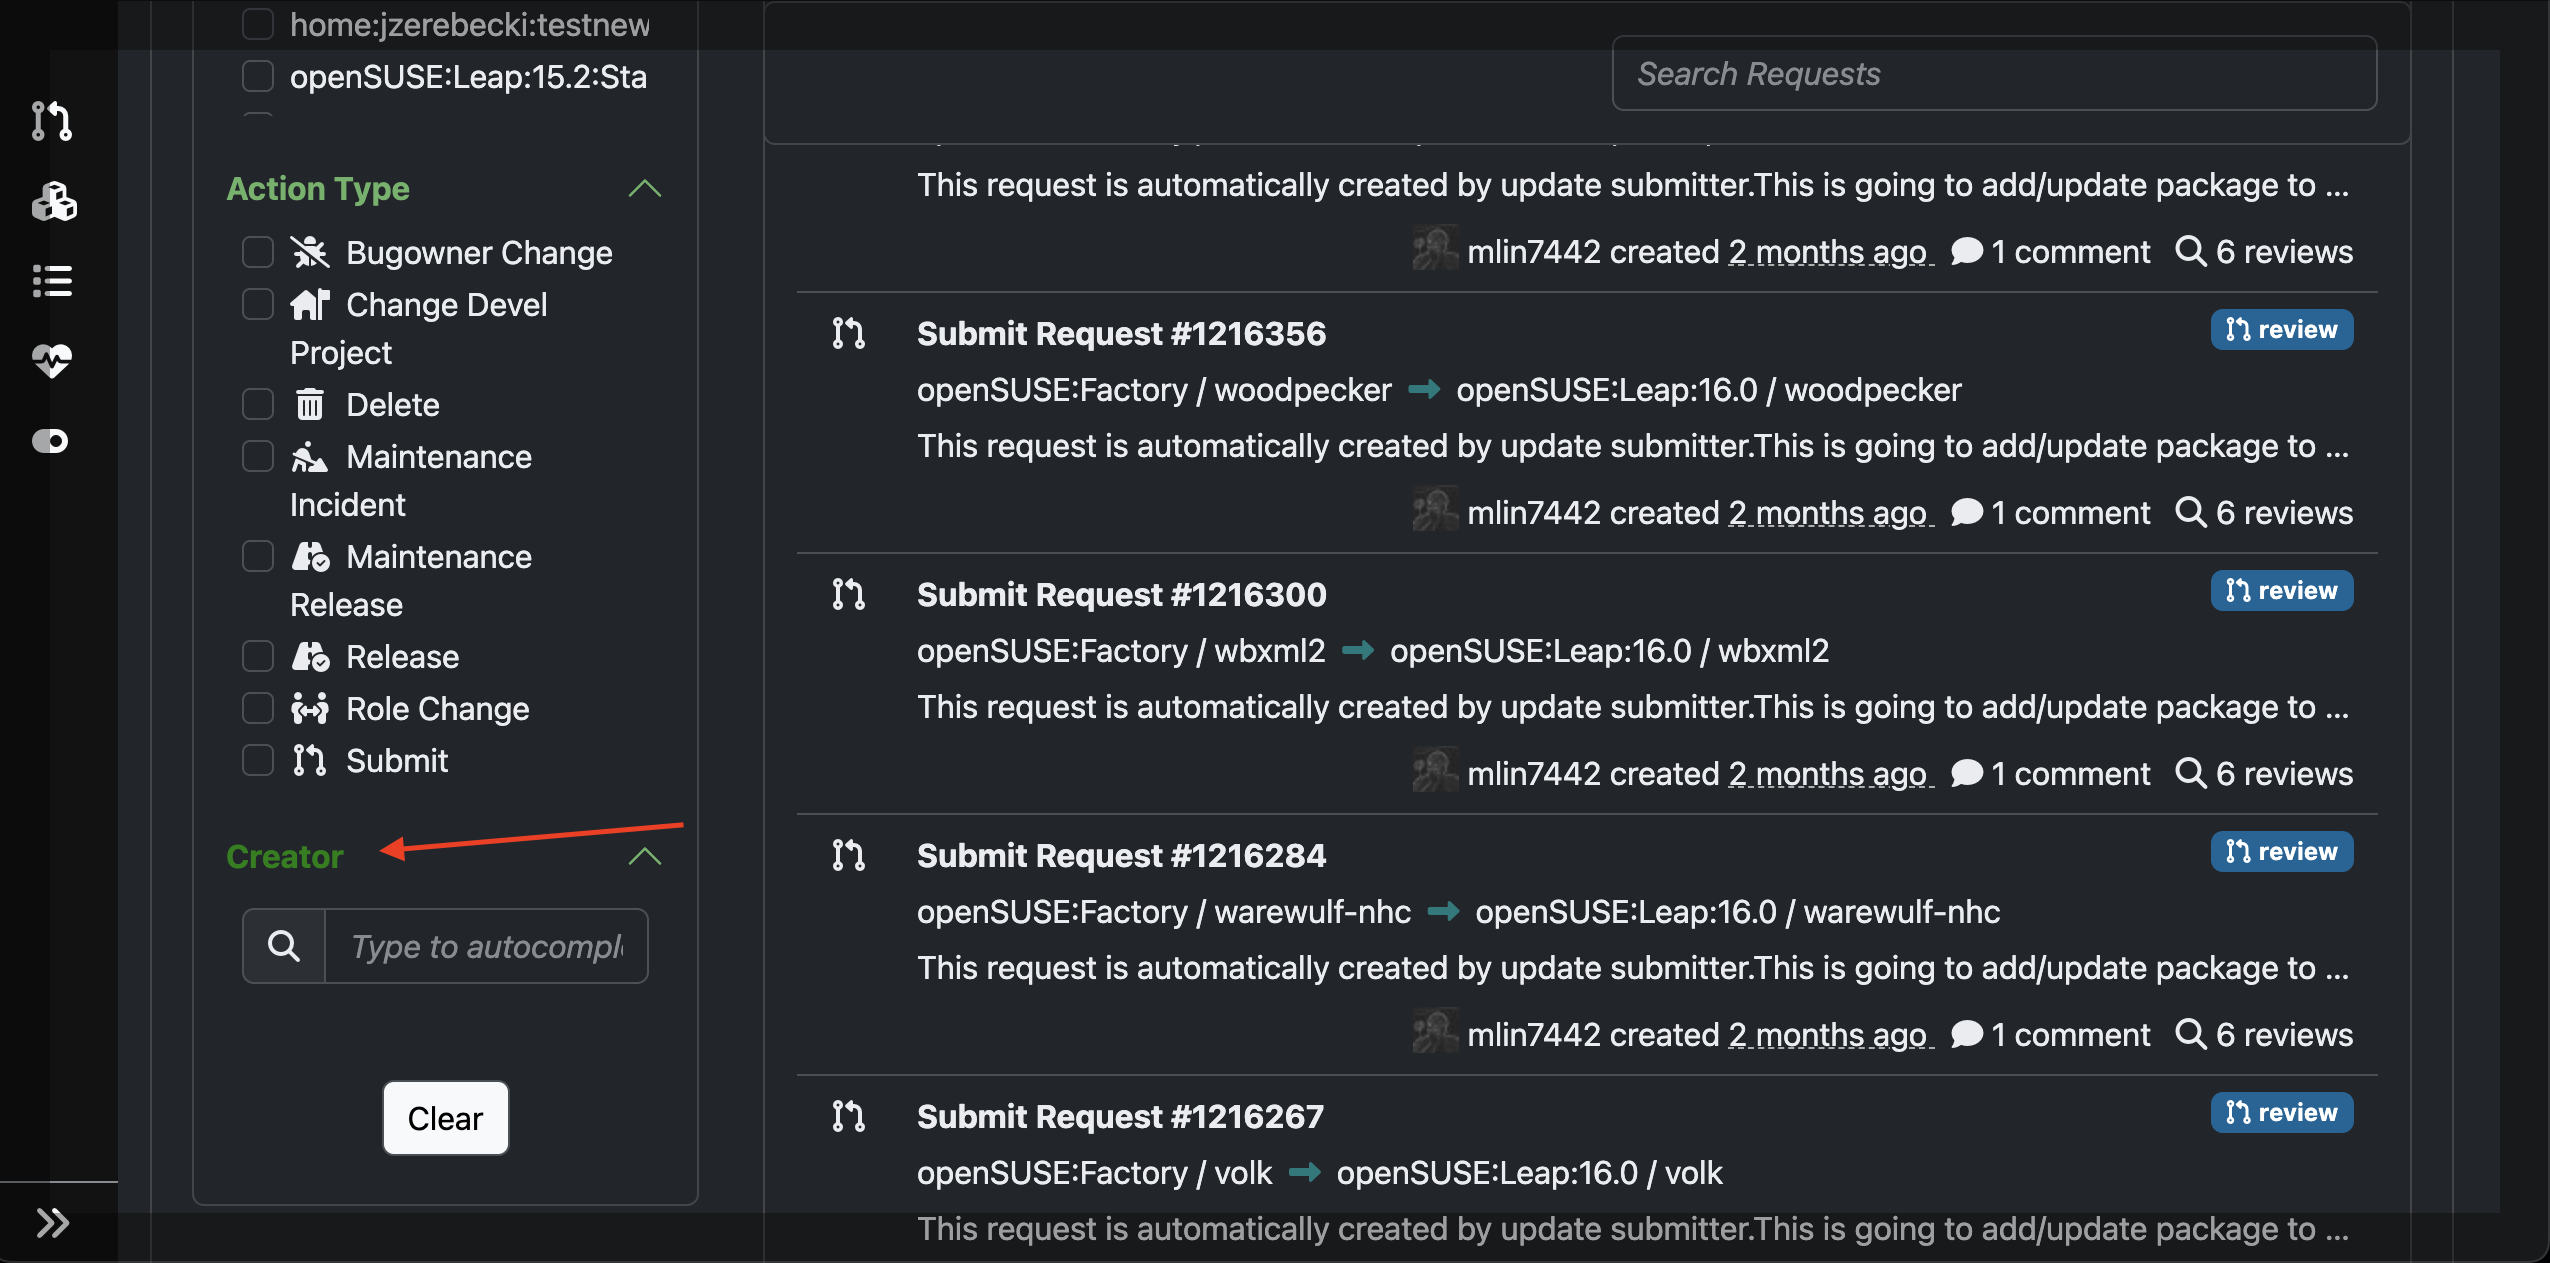 home:jzerebecki:testnew
openSUSE:Leap:15.2:Sta
Action Type
Bugowner Change
Change Devel
Project
Delete
Maintenance
Incident
Maintenance
Release
Release
Role Change
Submit
Creator
Type to autocompl
Clear
Search Requests
This request is automatically created by update submitter.This is going to add/update package to ...
mlin7442 created 2 months ago 1 comment 6 reviews
Submit Request #1216356 review
openSUSE:Factory / woodpecker openSUSE:Leap:16.0 / woodpecker
This request is automatically created by update submitter.This is going to add/update package to ...
mlin7442 created 2 months ago 1 comment 6 reviews
Submit Request #1216300 review
openSUSE:Factory / wbxml2 openSUSE:Leap:16.0 / wbxml2
This request is automatically created by update submitter.This is going to add/update package to ...
mlin7442 created 2 months ago 1 comment 6 reviews
Submit Request #1216284 review
openSUSE:Factory / warewulf-nhc openSUSE:Leap:16.0 / warewulf-nhc
This request is automatically created by update submitter.This is going to add/update package to ...
mlin7442 created 2 months ago 1 comment 6 reviews
Submit Request #1216267 review
openSUSE:Factory / volk openSUSE:Leap:16.0 / volk
This request is automatically created by update submitter.This is going to add/update package to ...